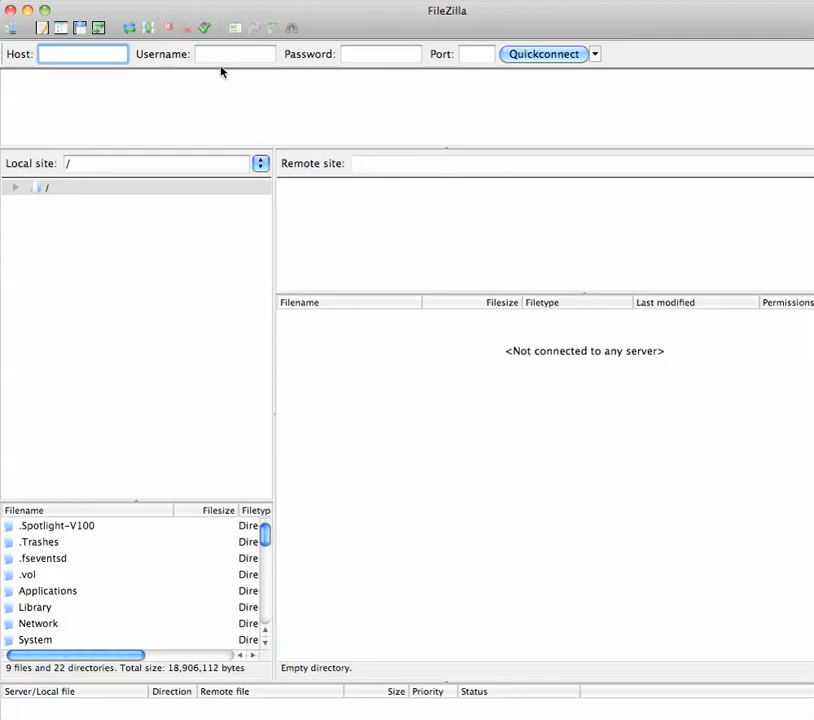 FileZilla
Host: Username: Password: Port: Quickconnect
Local site: / Remote site:
/
Filename Filesize Filetype Last modified Permissions
<Not connected to any server>
Filename Filesize Filetyp
.Spotlight-V100 Dire
.Trashes Dire
.fseventsd Dire
.vol Dire
Applications Dire
Library Dire
Network Dire
System Dire
9 files and 22 directories. Total size: 18,906,112 bytes Empty directory.
Server/Local file Direction Remote file Size Priority Status